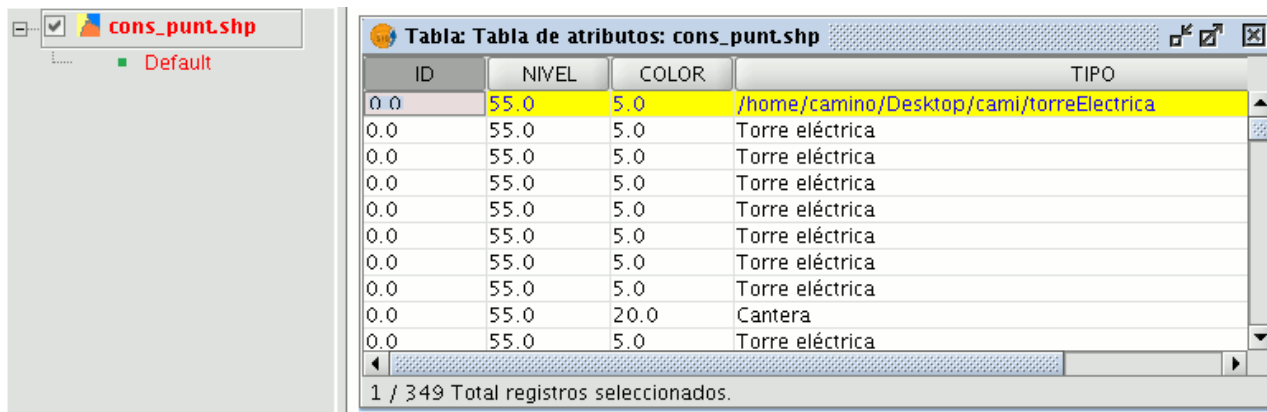 cons_punt.shp
Default
Tabla: Tabla de atributos: cons_punt.shp
ID NIVEL COLOR TIPO
0.0 55.0 5.0 /home/camino/Desktop/cami/torreElectrica
0.0 55.0 5.0 Torre eléctrica
0.0 55.0 5.0 Torre eléctrica
0.0 55.0 5.0 Torre eléctrica
0.0 55.0 5.0 Torre eléctrica
0.0 55.0 5.0 Torre eléctrica
0.0 55.0 5.0 Torre eléctrica
0.0 55.0 5.0 Torre eléctrica
0.0 55.0 20.0 Cantera
0.0 55.0 5.0 Torre eléctrica
1 / 349 Total registros seleccionados.